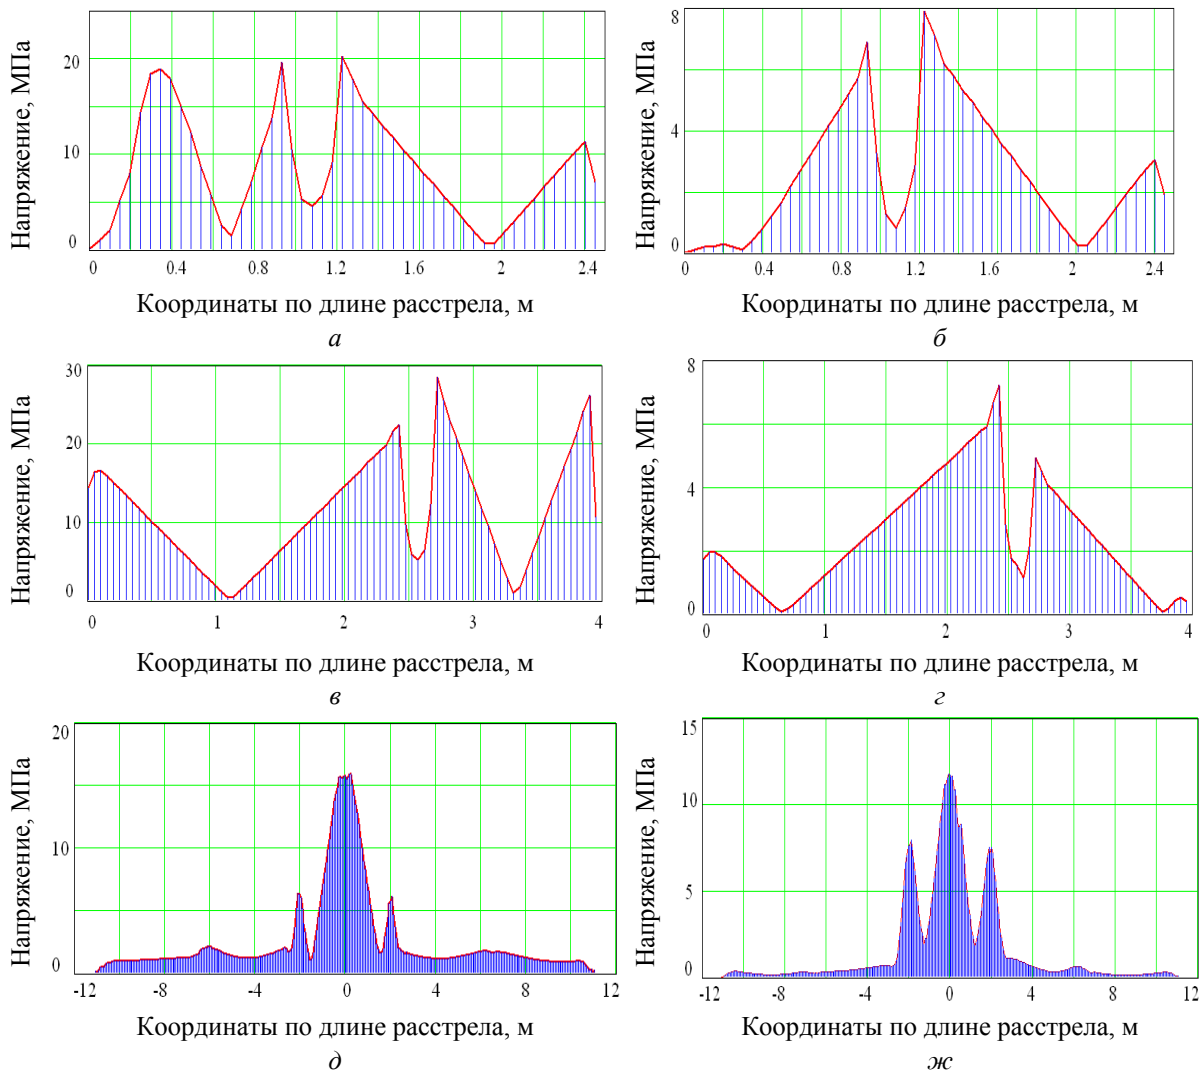 Напряжение, МПа
20
10
0
0 0.4 0.8 1.2 1.6 2 2.4
Координаты по длине расстрела, м
а
Напряжение, МПа
8
4
0
0 0.4 0.8 1.2 1.6 2 2.4
Координаты по длине расстрела, м
б
Напряжение, МПа
30
20
10
0
0 1 2 3 4
Координаты по длине расстрела, м
в
Напряжение, МПа
8
4
0
0 1 2 3 4
Координаты по длине расстрела, м
г
Напряжение, МПа
20
10
0
-12 -8 -4 0 4 8 12
Координаты по длине расстрела, м
д
Напряжение, МПа
15
10
5
0
-12 -8 -4 0 4 8 12
Координаты по длине расстрела, м
ж